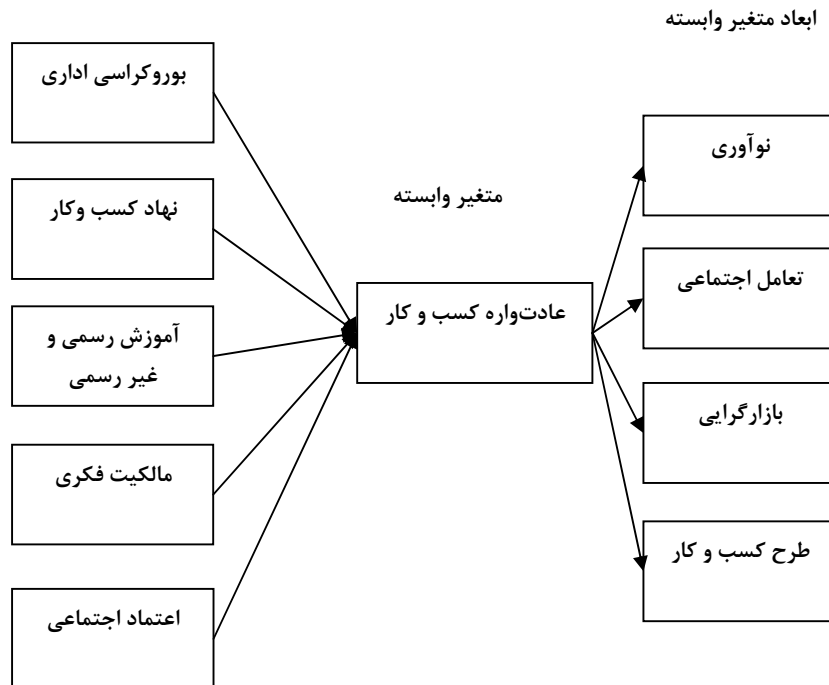 ابعاد متغیر وابسته
بوروکراسی اداری
نوآوری
نهاد کسب وکار
متغیر وابسته
تعامل اجتماعی
عادت‌واره کسب و کار
آموزش رسمی و
غیر رسمی
بازارگرایی
مالکیت فکری
طرح کسب و کار
اعتماد اجتماعی